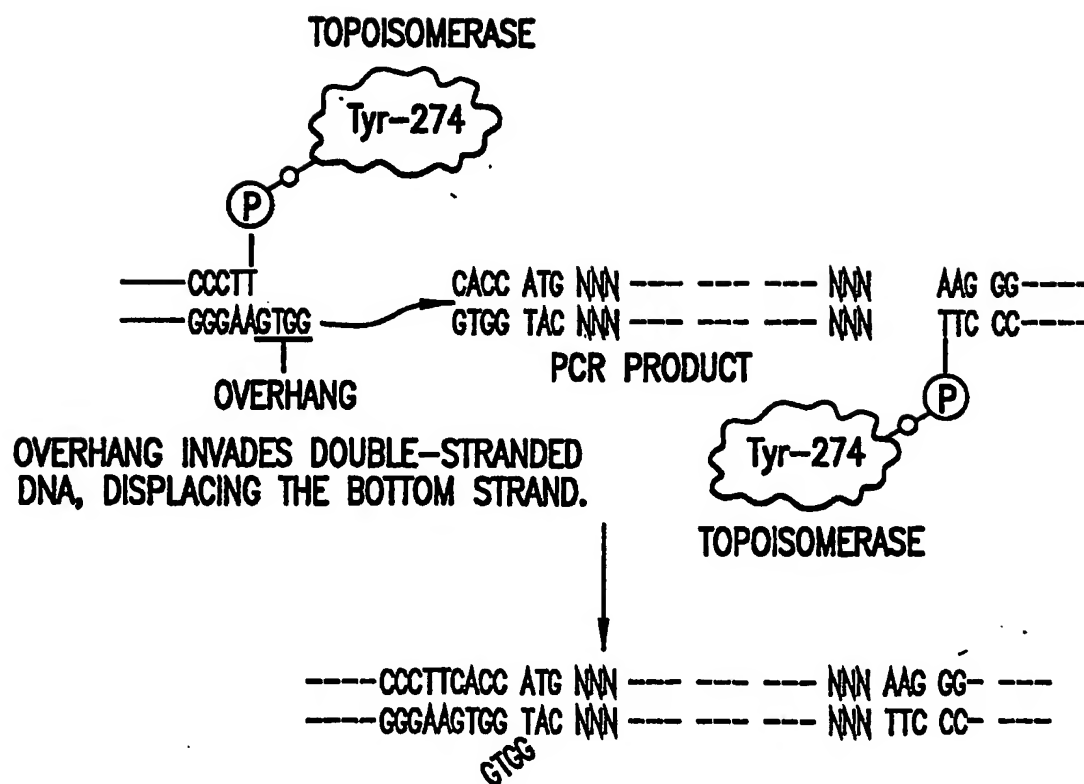 TOPOISOMERASE
Tyr-274
P
CCCTT
GGGAAGTGG
OVERHANG
CACC ATG NNN NNN AAG GG
GTGG TAC NNN NNN TTC CC
PCR PRODUCT
P
Tyr-274
TOPOISOMERASE
OVERHANG INVADES DOUBLE-STRANDED
DNA, DISPLACING THE BOTTOM STRAND.
CCCTTCACC ATG NNN NNN AAG GG
GGGAAGTGG TAC NNN NNN TTC CC
GTGG